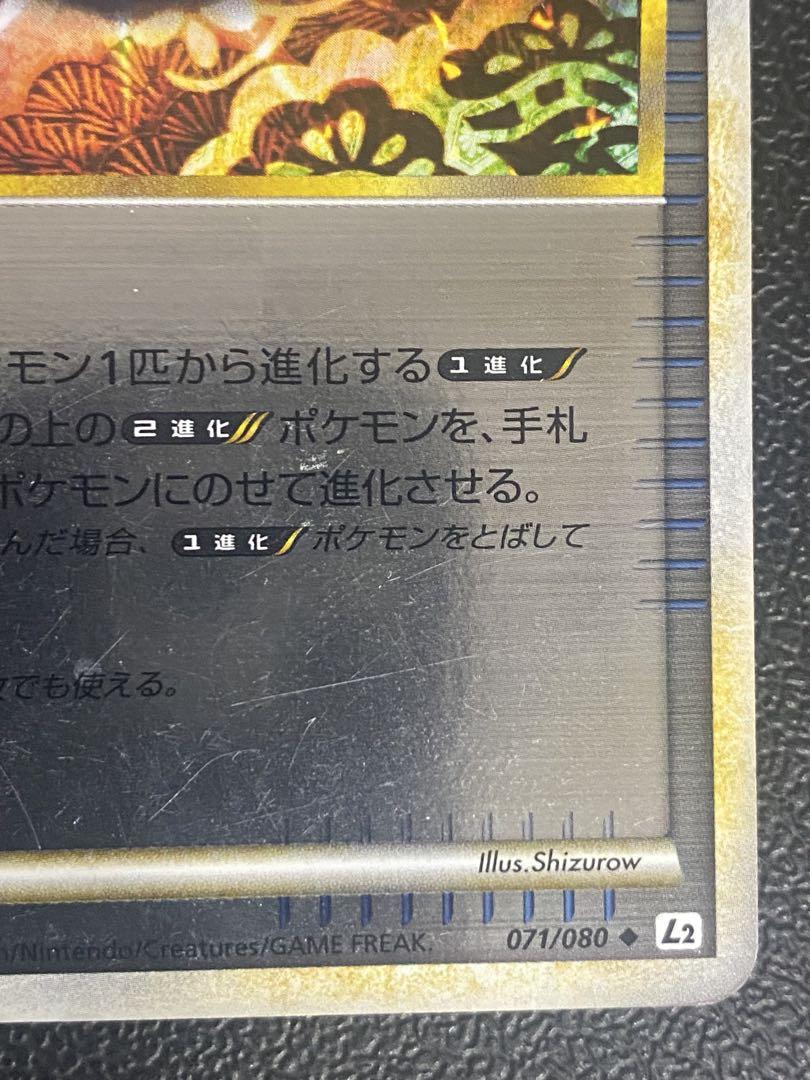 モン1匹から進化する 1進化
の上の 2進化 ポケモンを、手札
ポケモンにのせて進化させる。
んだ場合、 1進化 ポケモンをとばして
でも使える。
Illus.Shizurow
/Nintendo/Creatures/GAME FREAK.
071/080 ◆ L2